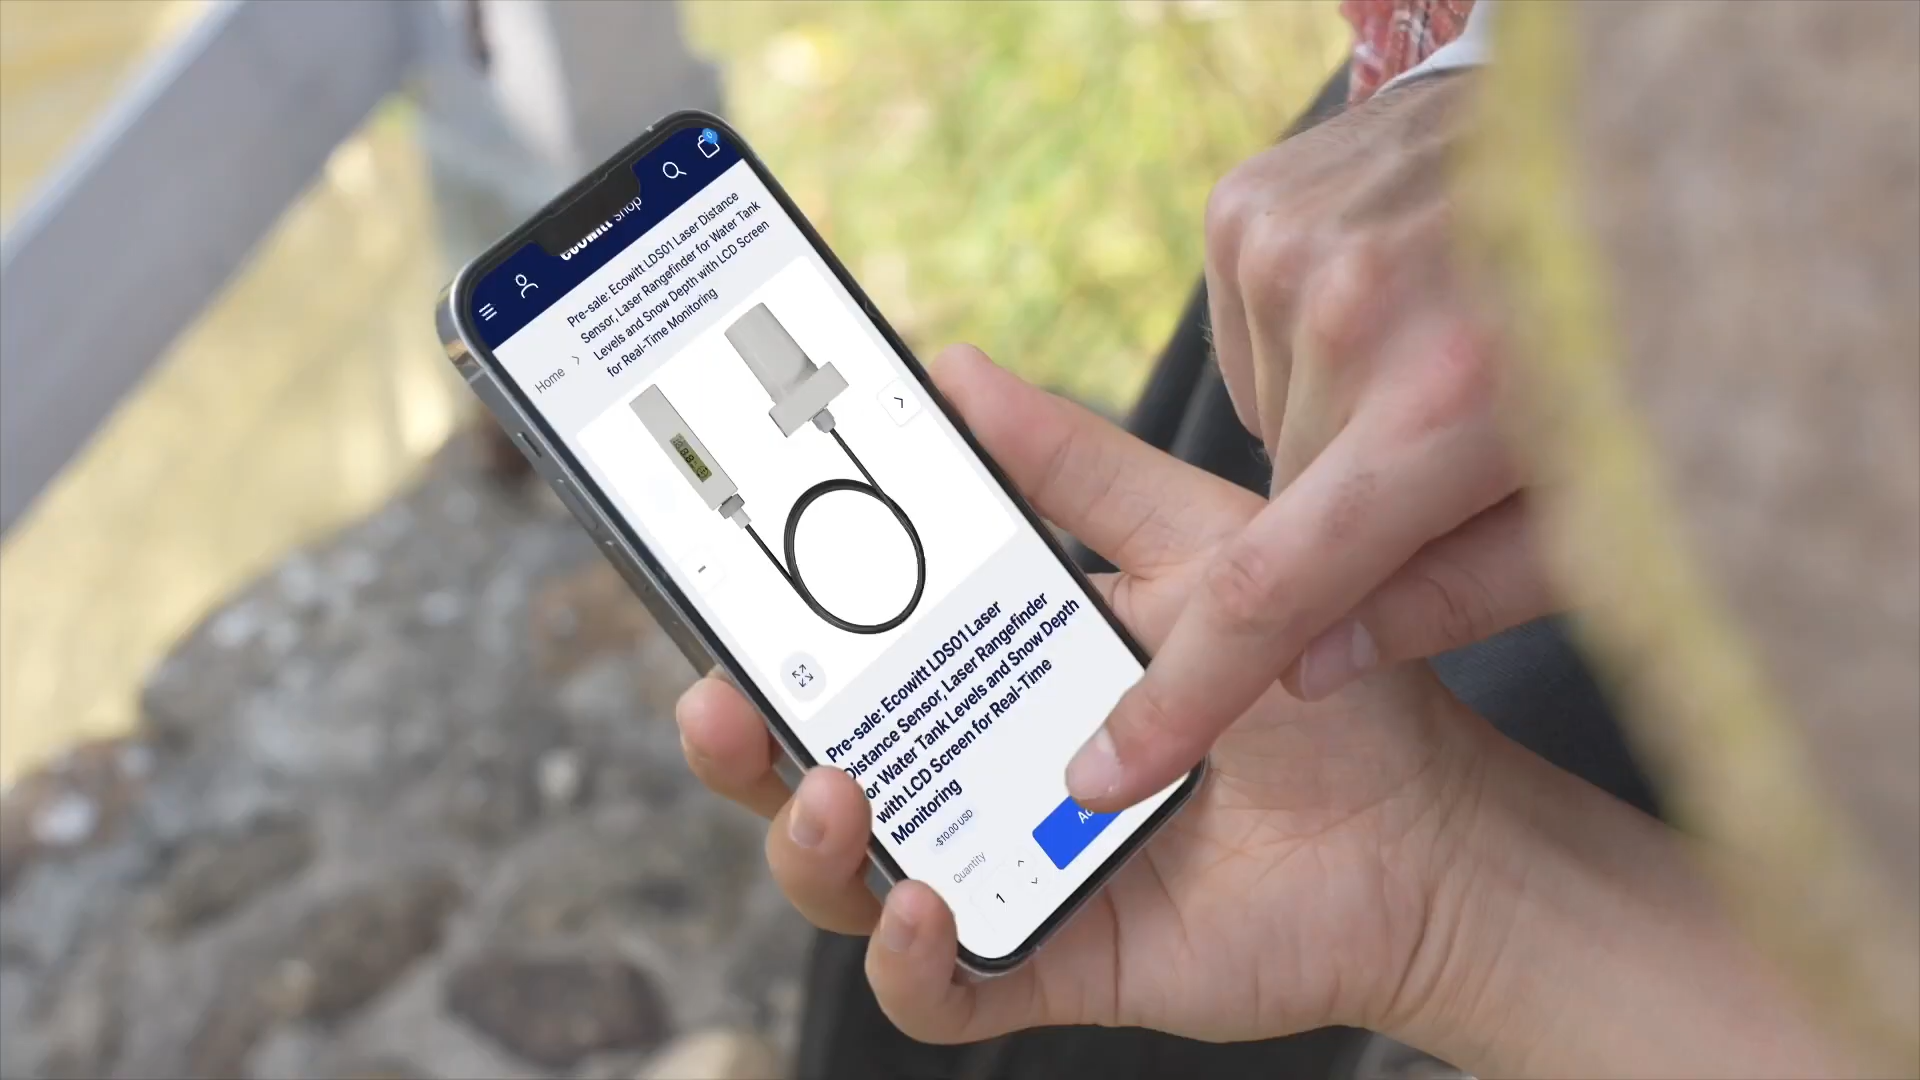 0
ecowitt shop
Home
Pre-sale: Ecowitt LDS01 Laser Distance
Sensor, Laser Rangefinder for Water Tank
Levels and Snow Depth with LCD Screen
for Real-Time Monitoring
Pre-sale: Ecowitt LDS01 Laser
Distance Sensor, Laser Rangefinder
or Water Tank Levels and Snow Depth
with LCD Screen for Real-Time
Monitoring
-$10.00 USD
Quantity
1